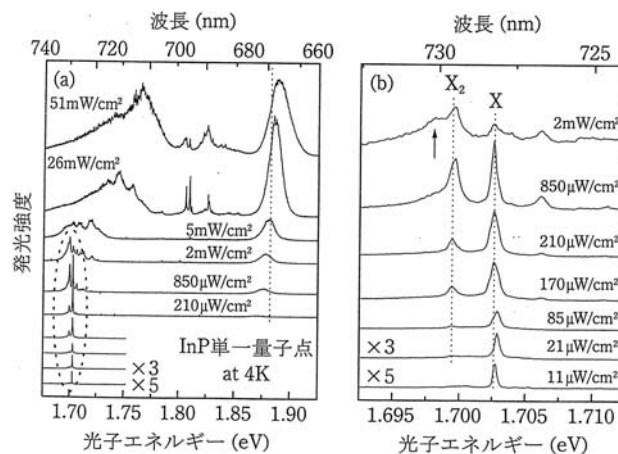 波長 (nm)
740 720 700 680 660
(a)
51mW/cm²
26mW/cm²
5mW/cm²
2mW/cm²
850μW/cm²
210μW/cm²
InP単一量子点
at 4K
×3
×5
1.70 1.75 1.80 1.85 1.90
光子エネルギー (eV)
発光強度
波長 (nm)
730 725
(b)
X₂ X
2mW/cm²
850μW/cm²
210μW/cm²
170μW/cm²
85μW/cm²
×3 21μW/cm²
×5 11μW/cm²
1.695 1.700 1.705 1.710
光子エネルギー (eV)